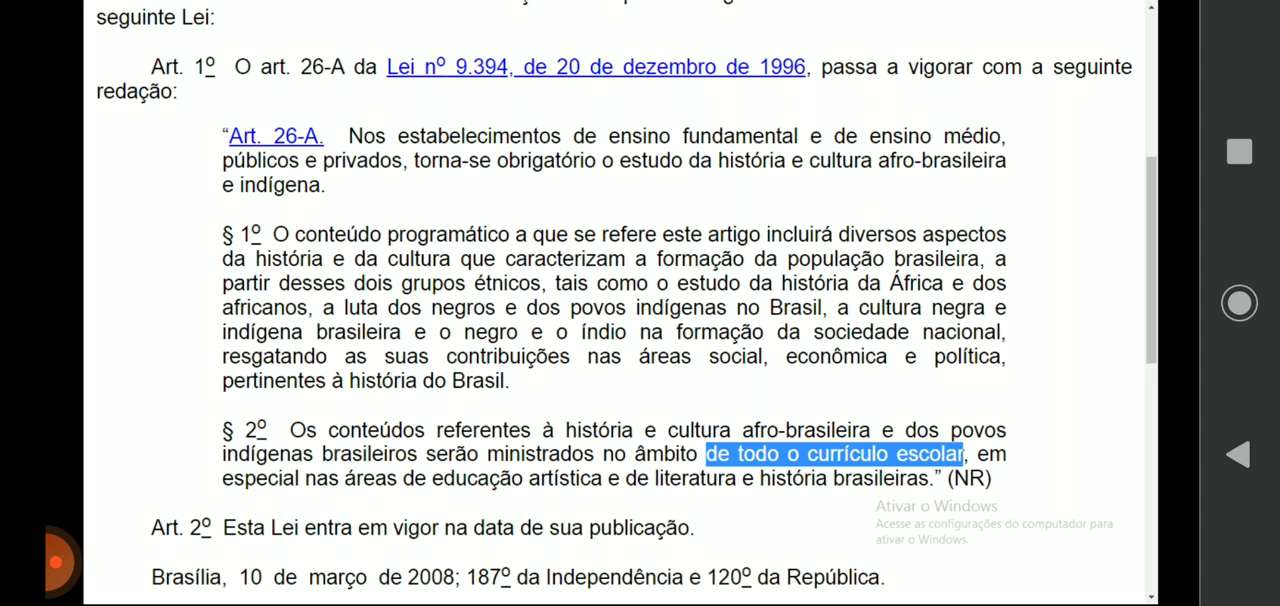 seguinte Lei:
Art. 1º O art. 26-A da Lei nº 9.394, de 20 de dezembro de 1996, passa a vigorar com a seguinte
redação:
“Art. 26-A. Nos estabelecimentos de ensino fundamental e de ensino médio,
públicos e privados, torna-se obrigatório o estudo da história e cultura afro-brasileira
e indígena.
§ 1º O conteúdo programático a que se refere este artigo incluirá diversos aspectos
da história e da cultura que caracterizam a formação da população brasileira, a
partir desses dois grupos étnicos, tais como o estudo da história da África e dos
africanos, a luta dos negros e dos povos indígenas no Brasil, a cultura negra e
indígena brasileira e o negro e o índio na formação da sociedade nacional,
resgatando as suas contribuições nas áreas social, econômica e política,
pertinentes à história do Brasil.
§ 2º Os conteúdos referentes à história e cultura afro-brasileira e dos povos
indígenas brasileiros serão ministrados no âmbito de todo o currículo escolar, em
especial nas áreas de educação artística e de literatura e história brasileiras.” (NR)
Ativar o Windows
Acesse as configurações do computador para
ativar o Windows.
Art. 2º Esta Lei entra em vigor na data de sua publicação.
Brasília, 10 de março de 2008; 187º da Independência e 120º da República.